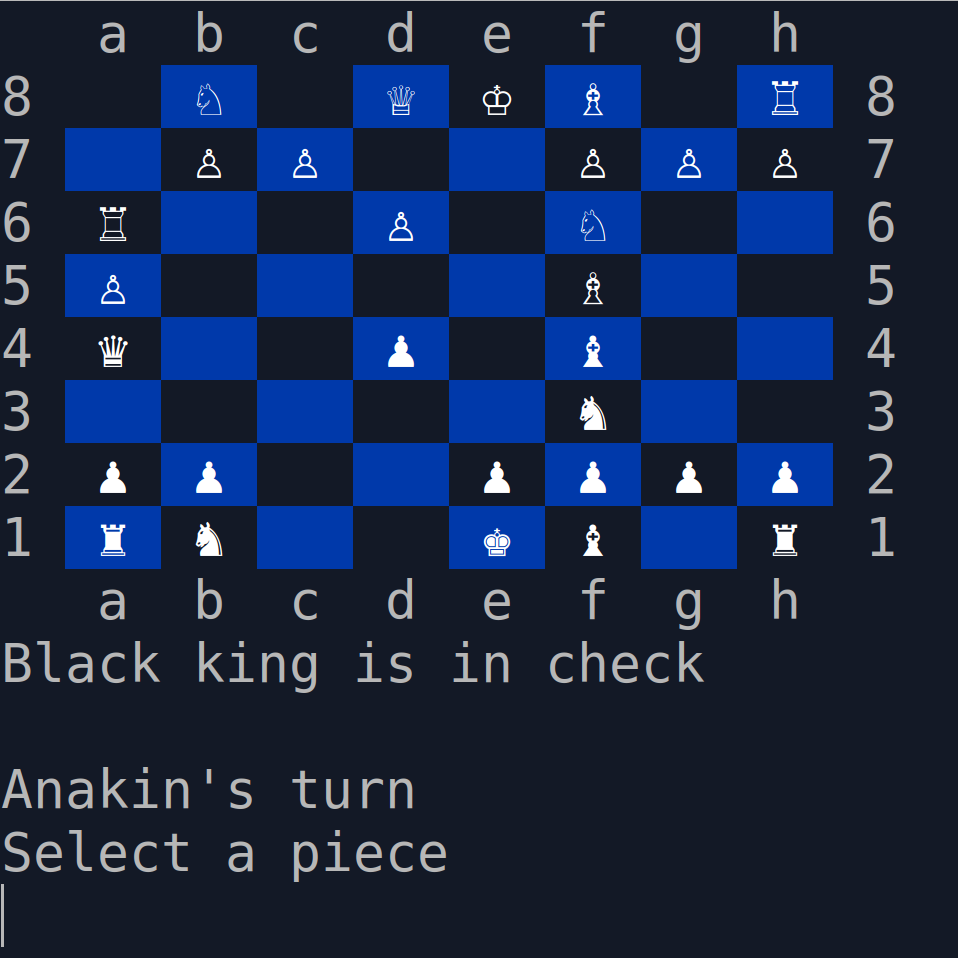 a b c d e f g h
8 ♘ ♕ ♔ ♗ ♖ 8
7 ♙ ♙ ♙ ♙ ♙ 7
6 ♖ ♙ ♘ 6
5 ♙ ♗ 5
4 ♛ ♟ ♝ 4
3 ♞ 3
2 ♟ ♟ ♟ ♟ ♟ ♟ 2
1 ♜ ♞ ♚ ♝ ♜ 1
a b c d e f g h
Black king is in check
Anakin's turn
Select a piece